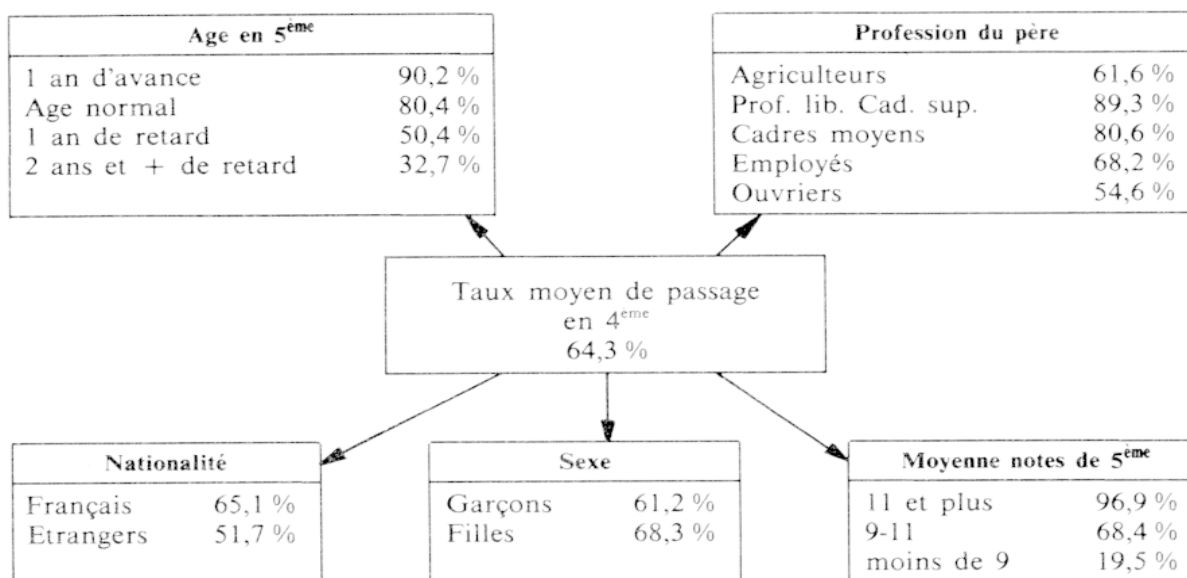 Age en 5ème
1 an d'avance 90,2 %
Age normal 80,4 %
1 an de retard 50,4 %
2 ans et + de retard 32,7 %
Profession du père
Agriculteurs 61,6 %
Prof. lib. Cad. sup. 89,3 %
Cadres moyens 80,6 %
Employés 68,2 %
Ouvriers 54,6 %
Taux moyen de passage
en 4ème
64,3 %
Nationalité
Français 65,1 %
Etrangers 51,7 %
Sexe
Garçons 61,2 %
Filles 68,3 %
Moyenne notes de 5ème
11 et plus 96,9 %
9-11 68,4 %
moins de 9 19,5 %